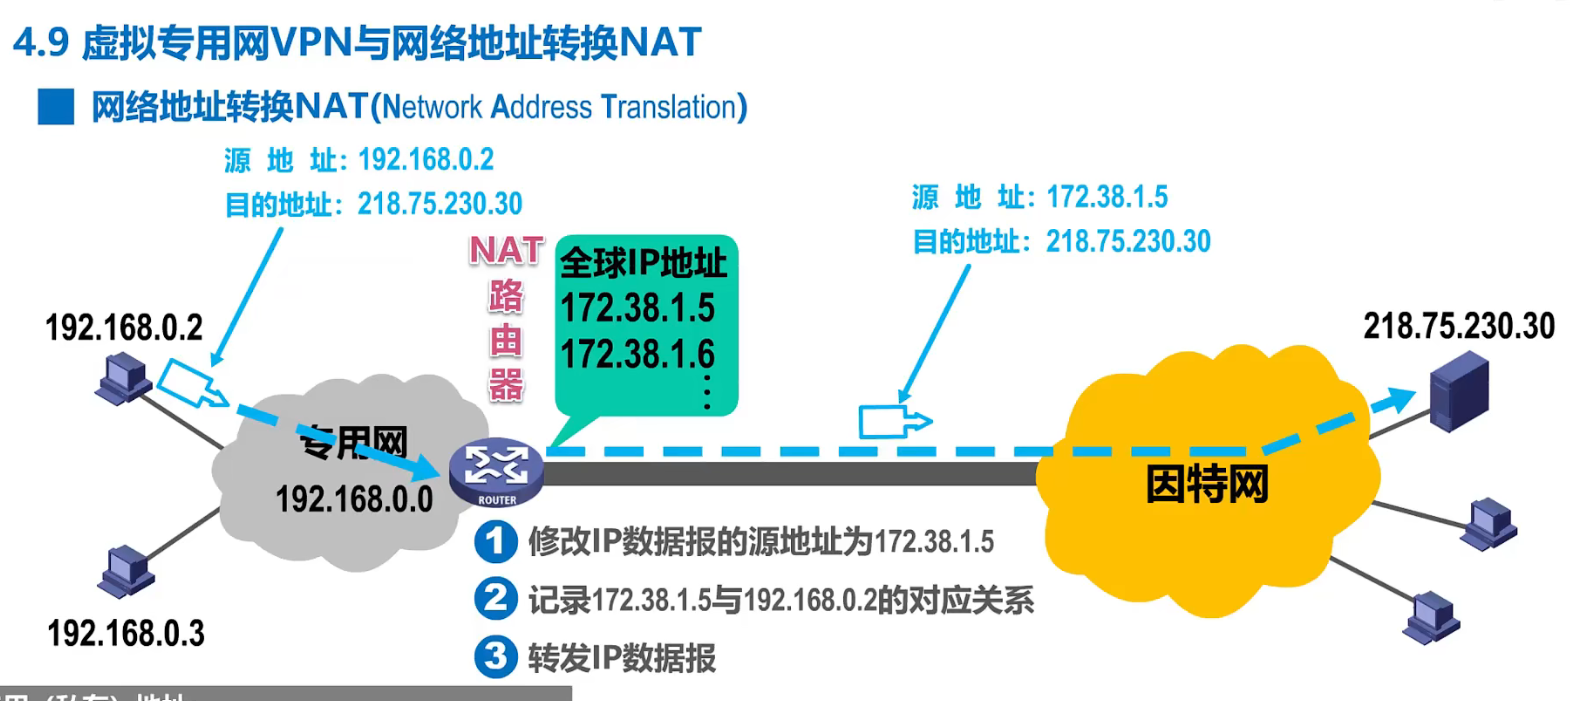 4.9 虚拟专用网VPN与网络地址转换NAT
网络地址转换NAT(Network Address Translation)
源 地 址: 192.168.0.2
目的地址: 218.75.230.30
源 地 址: 172.38.1.5
目的地址: 218.75.230.30
NAT
路
由
器
全球IP地址
172.38.1.5
172.38.1.6
⋮
192.168.0.2
218.75.230.30
专用网
192.168.0.0
ROUTER
因特网
192.168.0.3
1 修改IP数据报的源地址为172.38.1.5
2 记录172.38.1.5与192.168.0.2的对应关系
3 转发IP数据报